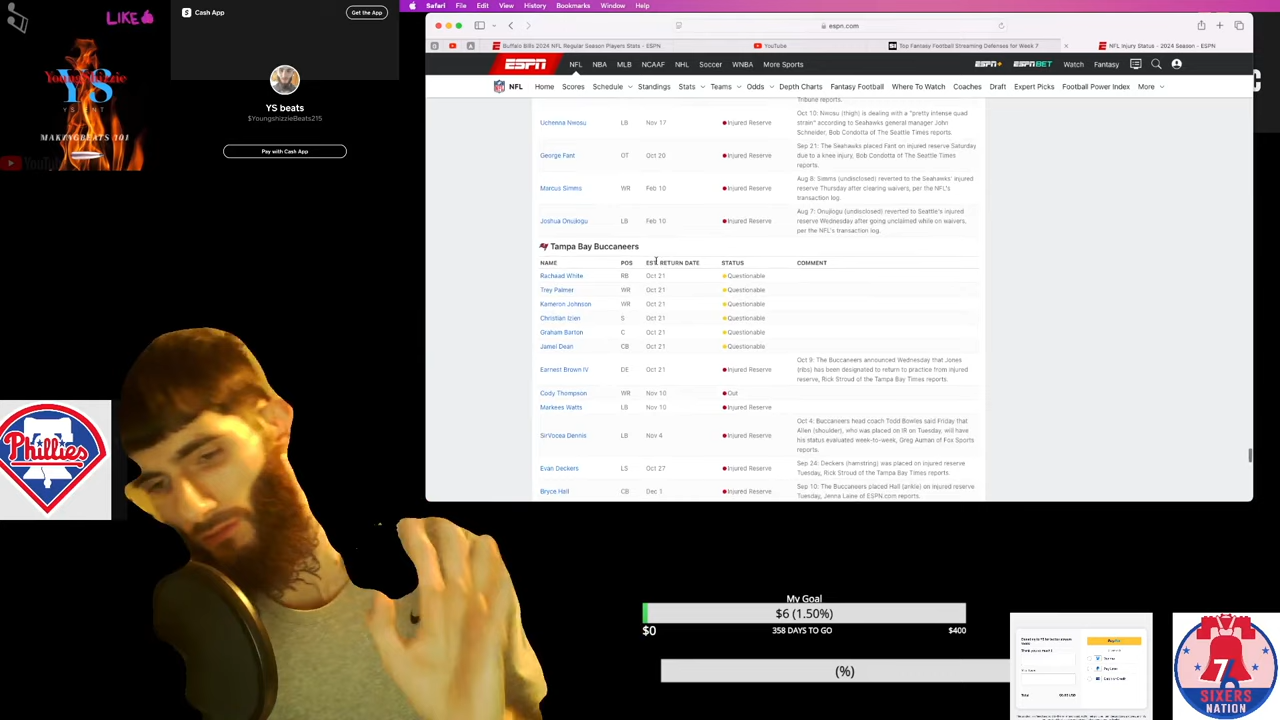 LIKE
Young Shizzie
YS
YS ENT
MAKIYGBEATS 101
YouTube
Cash App
Get the App
YS beats
$YoungshizzieBeats215
Pay with Cash App
Phillies
Safari File Edit View History Bookmarks Window Help
espn.com
Buffalo Bills 2024 NFL Regular Season Players Stats - ESPN
YouTube
Top Fantasy Football Streaming Defenses for Week 7
NFL Injury Status - 2024 Season - ESPN
ESPN NFL NBA MLB NCAAF NHL Soccer WNBA More Sports
ESPN+ ESPN BET Watch Fantasy
NFL Home Scores Schedule Standings Stats Teams Odds Depth Charts Fantasy Football Where To Watch Coaches Draft Expert Picks Football Power Index More
Tribune reports.
Uchenna Nwosu LB Nov 17 Injured Reserve
Oct 10: Nwosu (thigh) is dealing with a "pretty intense quad
strain" according to Seahawks general manager John
Schneider, Bob Condotta of The Seattle Times reports.
George Fant OT Oct 20 Injured Reserve
Sep 21: The Seahawks placed Fant on injured reserve Saturday
due to a knee injury, Bob Condotta of The Seattle Times
reports.
Marcus Simms WR Feb 10 Injured Reserve
Aug 8: Simms (undisclosed) reverted to the Seahawks' injured
reserve Thursday after clearing waivers, per the NFL's
transaction log.
Joshua Onujiogu LB Feb 10 Injured Reserve
Aug 7: Onujiogu (undisclosed) reverted to Seattle's injured
reserve Wednesday after going unclaimed while on waivers,
per the NFL's transaction log.
Tampa Bay Buccaneers
NAME POS EST. RETURN DATE STATUS COMMENT
Rachaad White RB Oct 21 Questionable
Trey Palmer WR Oct 21 Questionable
Kameron Johnson WR Oct 21 Questionable
Christian Izien S Oct 21 Questionable
Graham Barton C Oct 21 Questionable
Jamel Dean CB Oct 21 Questionable
Earnest Brown IV DE Oct 21 Injured Reserve
Oct 9: The Buccaneers announced Wednesday that Jones
(ribs) has been designated to return to practice from injured
reserve, Rick Stroud of the Tampa Bay Times reports.
Cody Thompson WR Nov 10 Out
Markees Watts LB Nov 10 Injured Reserve
SirVocea Dennis LB Nov 4 Injured Reserve
Oct 4: Buccaneers head coach Todd Bowles said Friday that
Allen (shoulder), who was placed on IR on Tuesday, will have
his status evaluated week-to-week, Greg Auman of Fox Sports
reports.
Evan Deckers LS Oct 27 Injured Reserve
Sep 24: Deckers (hamstring) was placed on injured reserve
Tuesday, Rick Stroud of the Tampa Bay Times reports.
Bryce Hall CB Dec 1 Injured Reserve
Sep 10: The Buccaneers placed Hall (ankle) on injured reserve
Tuesday, Jenna Laine of ESPN.com reports.
My Goal
$6 (1.50%)
$0 358 DAYS TO GO $400
(%)
PayPal
Total
76
SIXERS
NATION